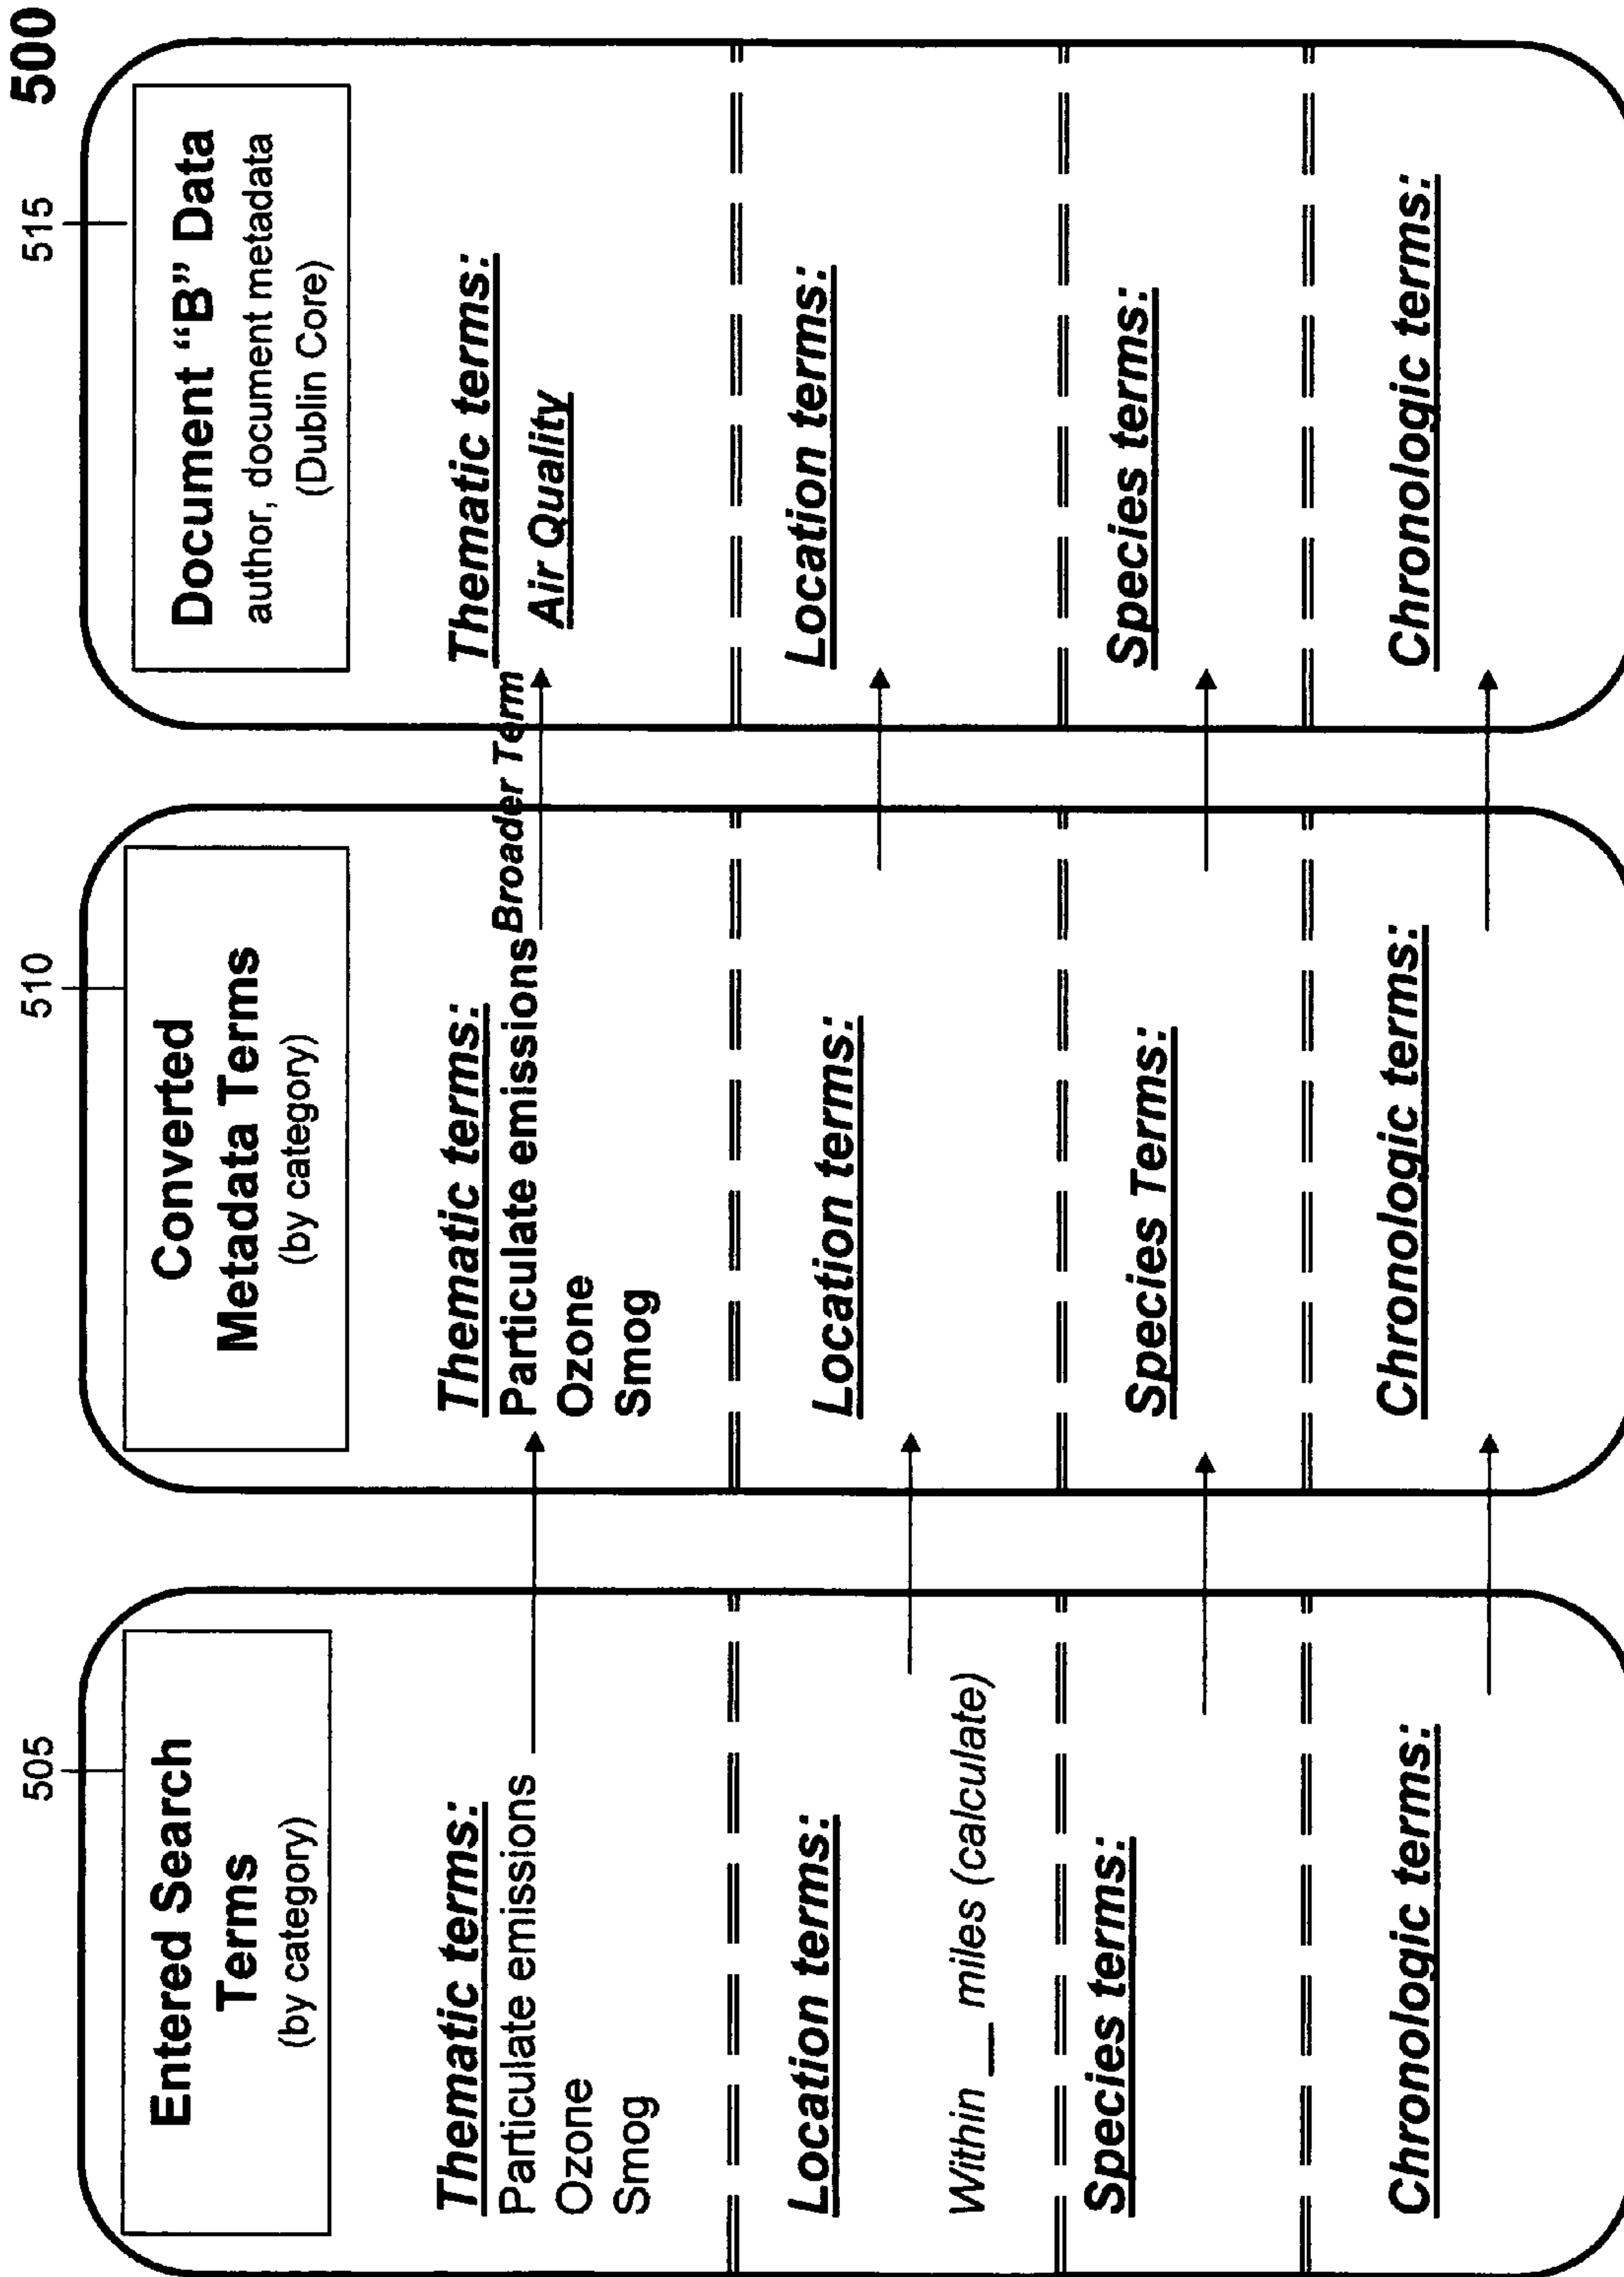 500
505
Entered Search
Terms
(by category)
Thematic terms:
Particulate emissions
Ozone
Smog
Location terms:
Within __ miles (calculate)
Species terms:
Chronologic terms:
510
Converted
Metadata Terms
(by category)
Thematic terms:
Particulate emissions
Ozone
Smog
Broader Term
Location terms:
Species Terms:
Chronologic terms:
515
Document “B” Data
author, document metadata
(Dublin Core)
Thematic terms:
Air Quality
Location terms:
Species terms:
Chronologic terms: